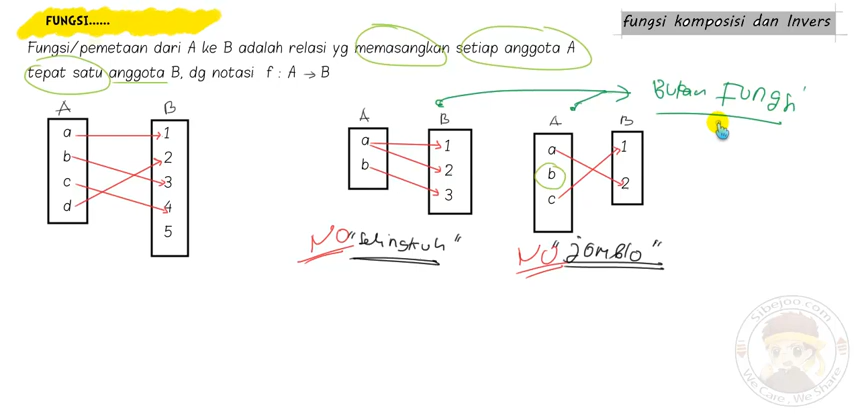 FUNGSI......
fungsi komposisi dan Invers
Fungsi/pemetaan dari A ke B adalah relasi yg memasangkan setiap anggota A
tepat satu anggota B, dg notasi f : A → B
Bukan Fungsi
A
B
a
b
c
d
1
2
3
4
5
A
B
a
b
1
2
3
A
B
a
b
c
1
2
NO "selingkuh"
NO "jomblo"
Sibejoo.com
We Care, We Share